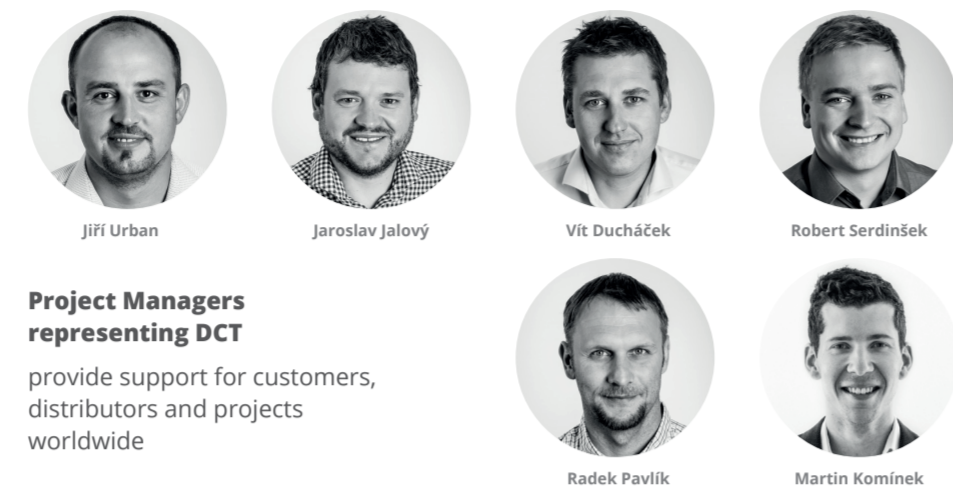 Jiří Urban
Jaroslav Jalový
Vít Ducháček
Robert Serdinšek
Project Managers
representing DCT
provide support for customers,
distributors and projects
worldwide
Radek Pavlík
Martin Komínek